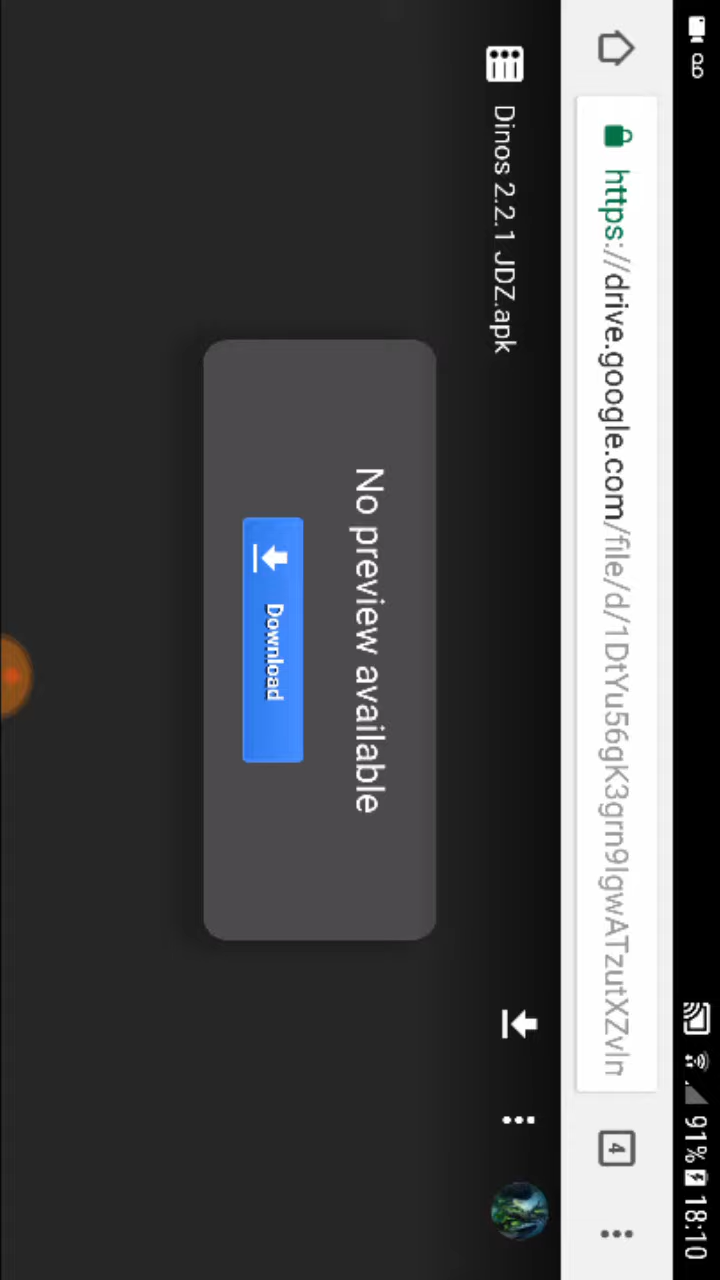 91% 18:10
https://drive.google.com/file/d/1DtYu56gK3grn9IgwATzutXZvIr
4
Dinos 2.2.1 JDZ.apk
No preview available
Download